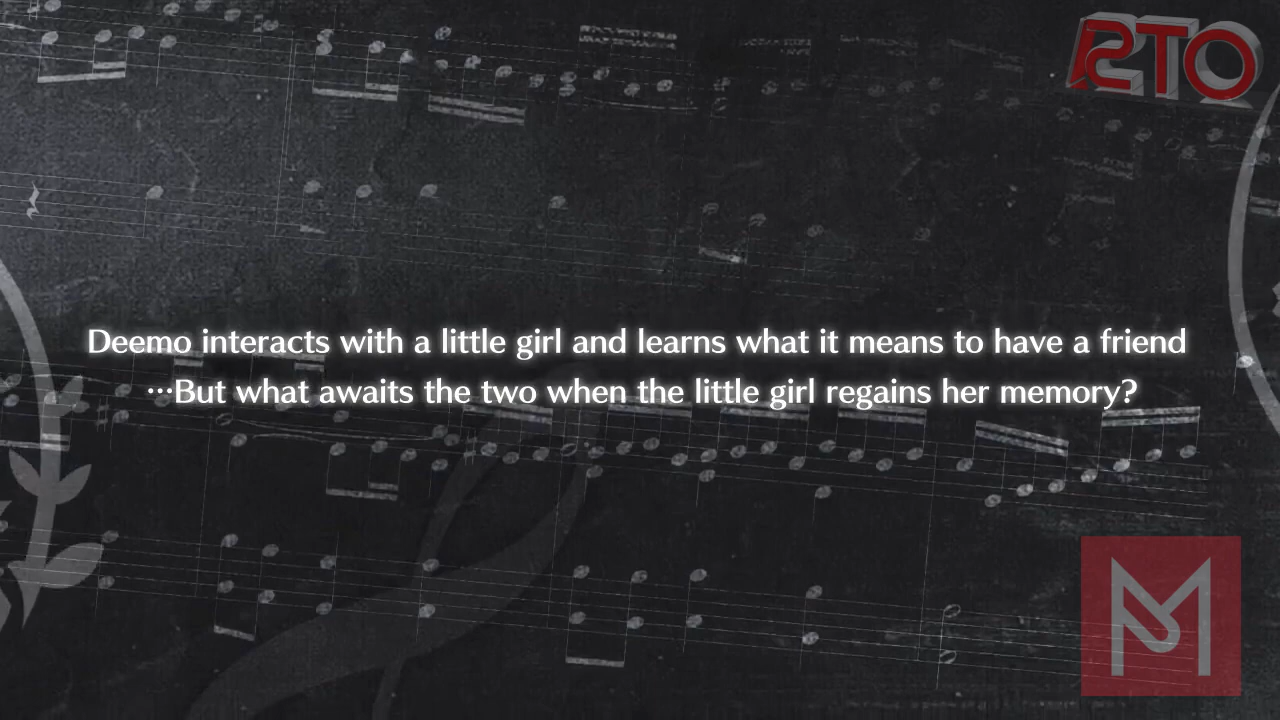 STO
Deemo interacts with a little girl and learns what it means to have a friend
…But what awaits the two when the little girl regains her memory?
M